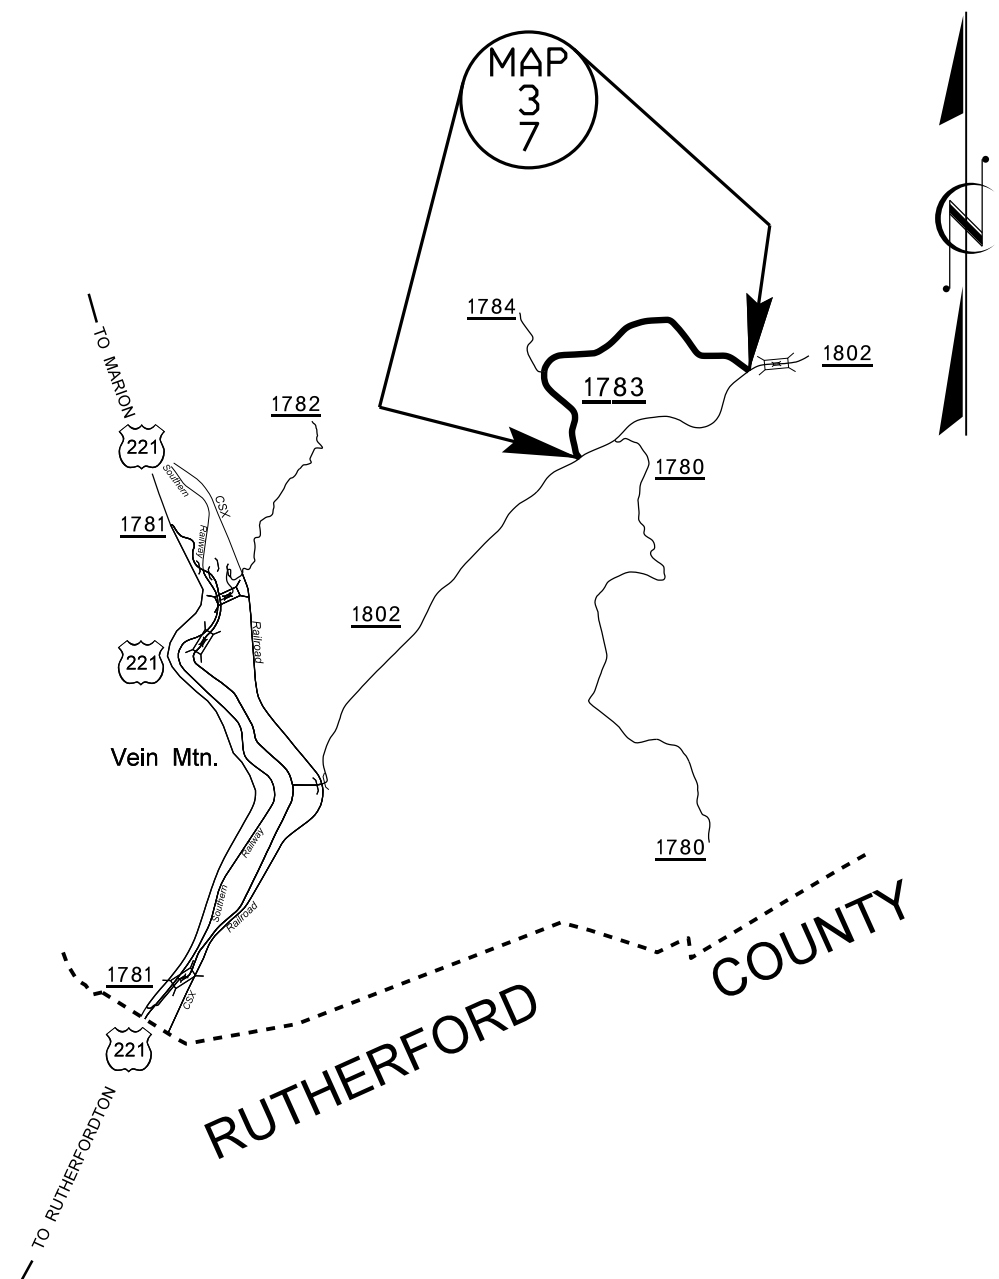 MAP
3
7
1784
1802
1783
TO MARION
1782
221
1780
Southern
CSX
1781
Railway
1802
Railroad
221
Vein Mtn.
Railway
1780
Southern
Railroad
COUNTY
1781
CSX
RUTHERFORD
221
TO RUTHERFORDTON
N